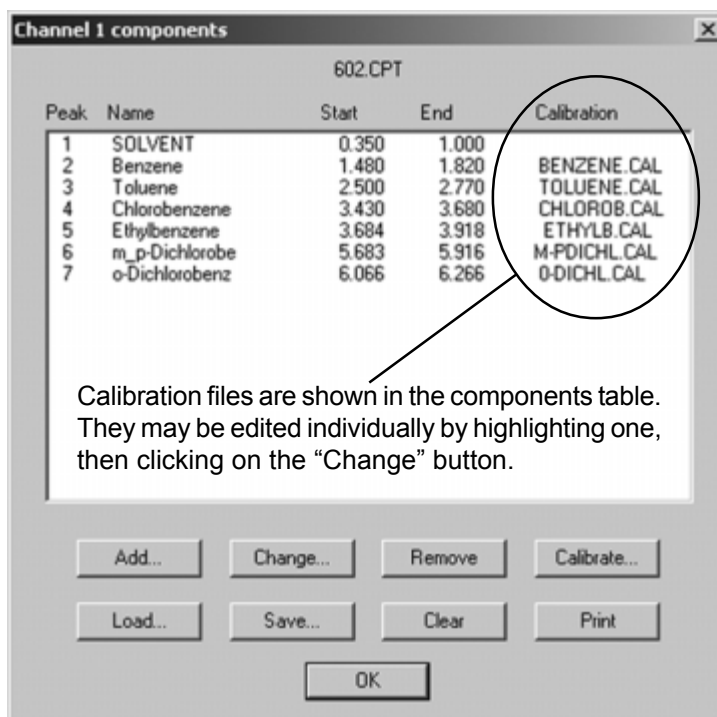 Channel 1 components
602.CPT
Peak Name Start End Calibration
1 SOLVENT 0.350 1.000
2 Benzene 1.480 1.820 BENZENE.CAL
3 Toluene 2.500 2.770 TOLUENE.CAL
4 Chlorobenzene 3.430 3.680 CHLOROB.CAL
5 Ethylbenzene 3.684 3.918 ETHYLB.CAL
6 m_p-Dichlorobe 5.683 5.916 M-PDICHL.CAL
7 o-Dichlorobenz 6.066 6.266 O-DICHL.CAL
Calibration files are shown in the components table.
They may be edited individually by highlighting one,
then clicking on the “Change” button.
Add... Change... Remove Calibrate...
Load... Save... Clear Print
OK